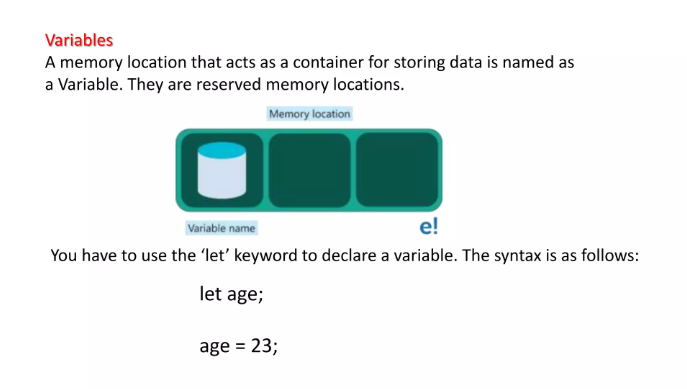 Variables
A memory location that acts as a container for storing data is named as
a Variable. They are reserved memory locations.
Memory location
Variable name
e!
You have to use the ‘let’ keyword to declare a variable. The syntax is as follows:
let age;
age = 23;